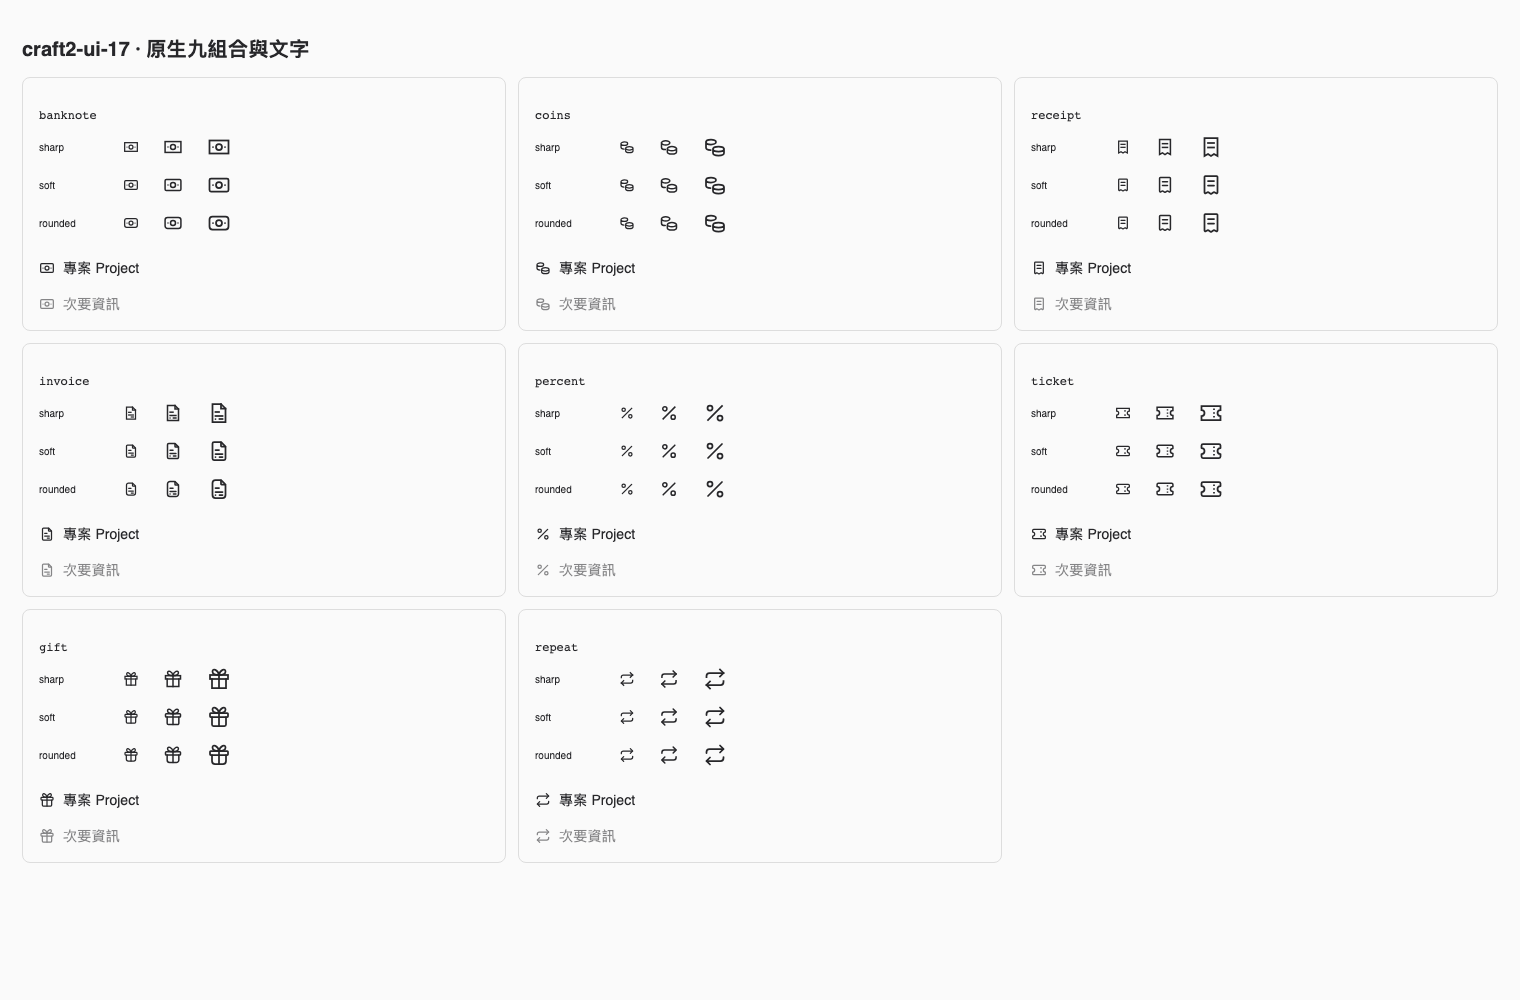 craft2-ui-17 · 原生九組合與文字
banknote
sharp
soft
rounded
專案 Project
次要資訊
coins
sharp
soft
rounded
專案 Project
次要資訊
receipt
sharp
soft
rounded
專案 Project
次要資訊
invoice
sharp
soft
rounded
專案 Project
次要資訊
percent
sharp
soft
rounded
專案 Project
次要資訊
ticket
sharp
soft
rounded
專案 Project
次要資訊
gift
sharp
soft
rounded
專案 Project
次要資訊
repeat
sharp
soft
rounded
專案 Project
次要資訊